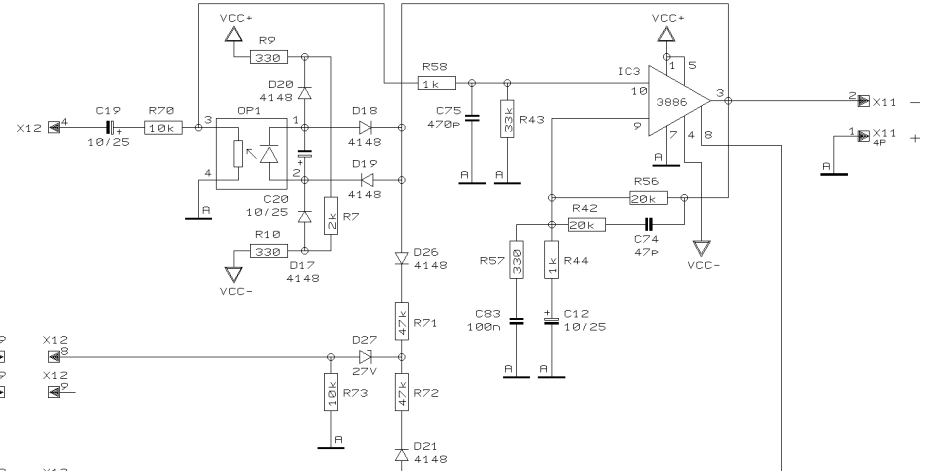 VCC+
VCC+
R9
330
R58
1k
IC3
1
5
D20
4148
10
3886
3
2
X11
−
C19
R70
OP1
D18
C75
470p
33k
R43
9
X12
4
10k
3
1
7
4
8
1
X11
4P
+
+
10/25
4148
A
A
D19
A
A
4
2
+
4148
R56
20k
A
C20
10/25
2k
R7
R42
20k
C74
47p
R10
330
D17
4148
D26
4148
R57
330
1k
R44
VCC-
VCC-
47k
R71
C83
100n
+
C12
10/25
9
X12
8
D27
27V
9
X12
9
10k
R73
47k
R72
A
A
A
D21
4148
X12